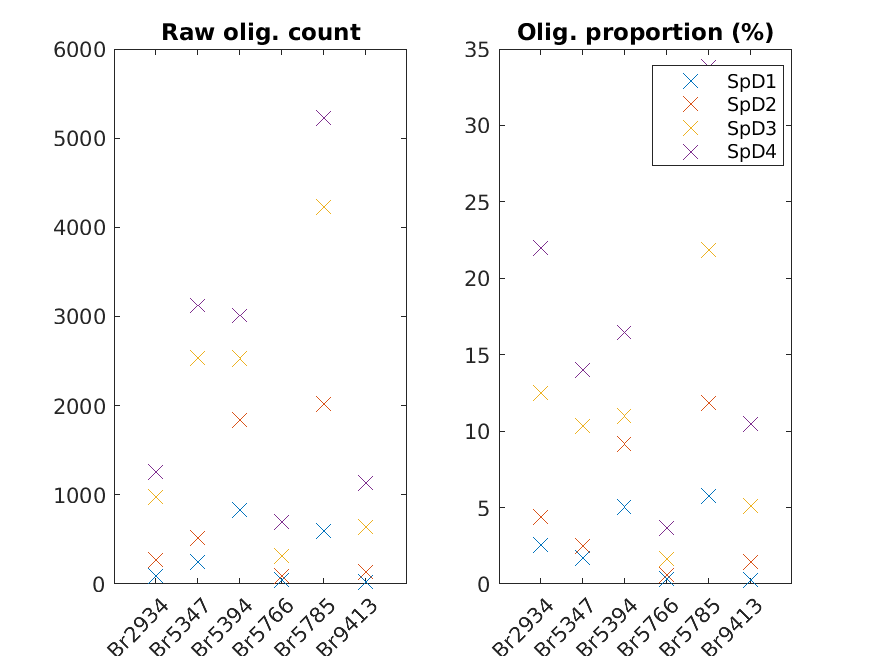 Raw olig. count
6000
5000
4000
3000
2000
1000
0
Br2934
Br5347
Br5394
Br5766
Br5785
Br9413
Olig. proportion (%)
35
30
25
20
15
10
5
0
Br2934
Br5347
Br5394
Br5766
Br5785
Br9413
SpD1
SpD2
SpD3
SpD4